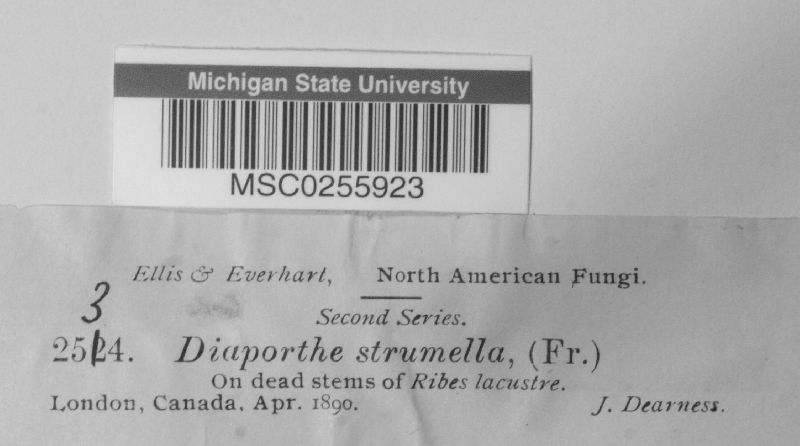 Michigan State University
MSC0255923
Ellis & Everhart, North American Fungi.
3
Second Series.
2514. Diaporthe strumella, (Fr.)
On dead stems of Ribes lacustre.
London, Canada, Apr. 1890. J. Dearness.